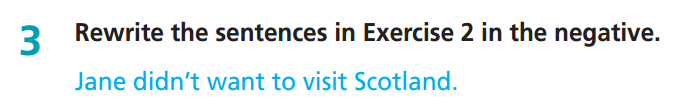 3 Rewrite the sentences in Exercise 2 in the negative.
Jane didn’t want to visit Scotland.